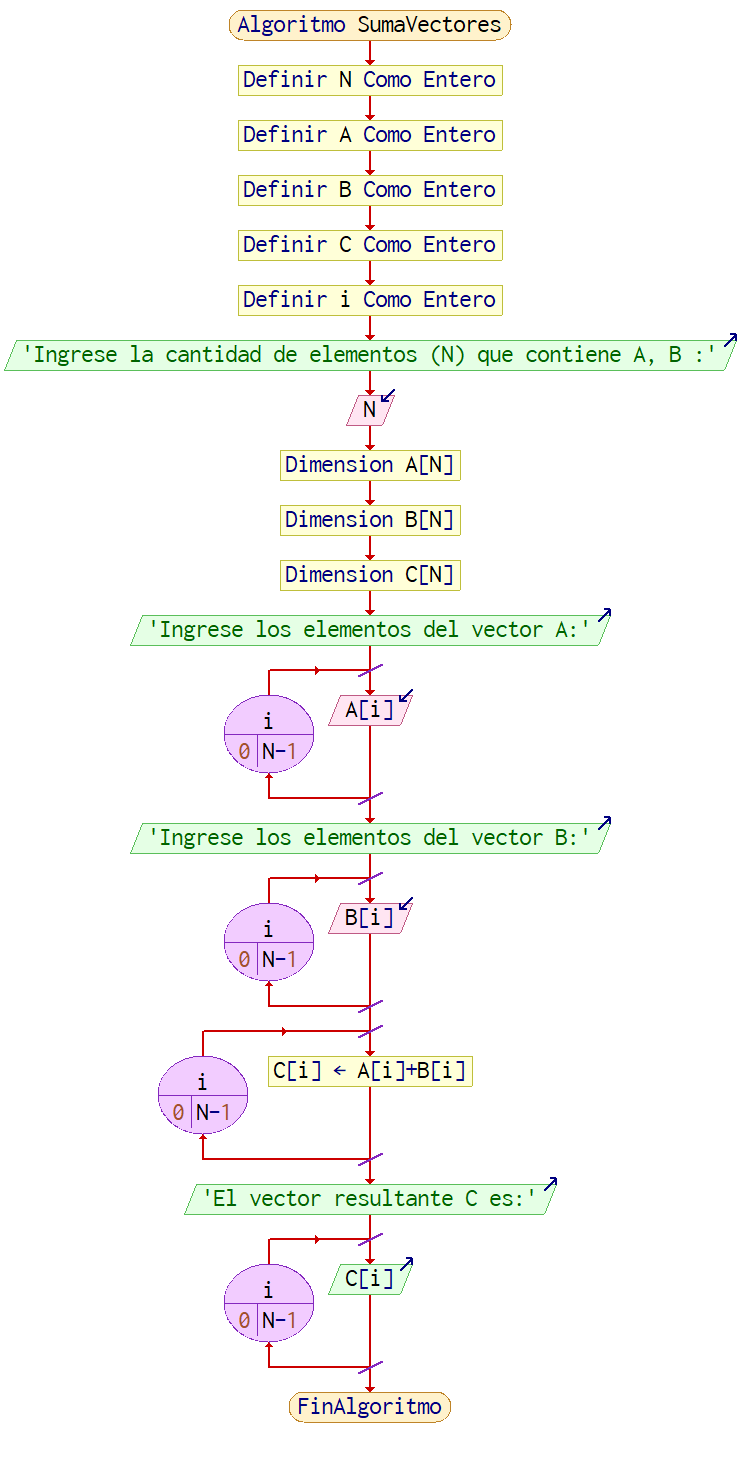 Algoritmo SumaVectores
Definir N Como Entero
Definir A Como Entero
Definir B Como Entero
Definir C Como Entero
Definir i Como Entero
'Ingrese la cantidad de elementos (N) que contiene A, B :'
N
Dimension A[N]
Dimension B[N]
Dimension C[N]
'Ingrese los elementos del vector A:'
A[i]
i
0 N-1
'Ingrese los elementos del vector B:'
B[i]
i
0 N-1
C[i] ← A[i]+B[i]
i
0 N-1
'El vector resultante C es:'
C[i]
i
0 N-1
FinAlgoritmo